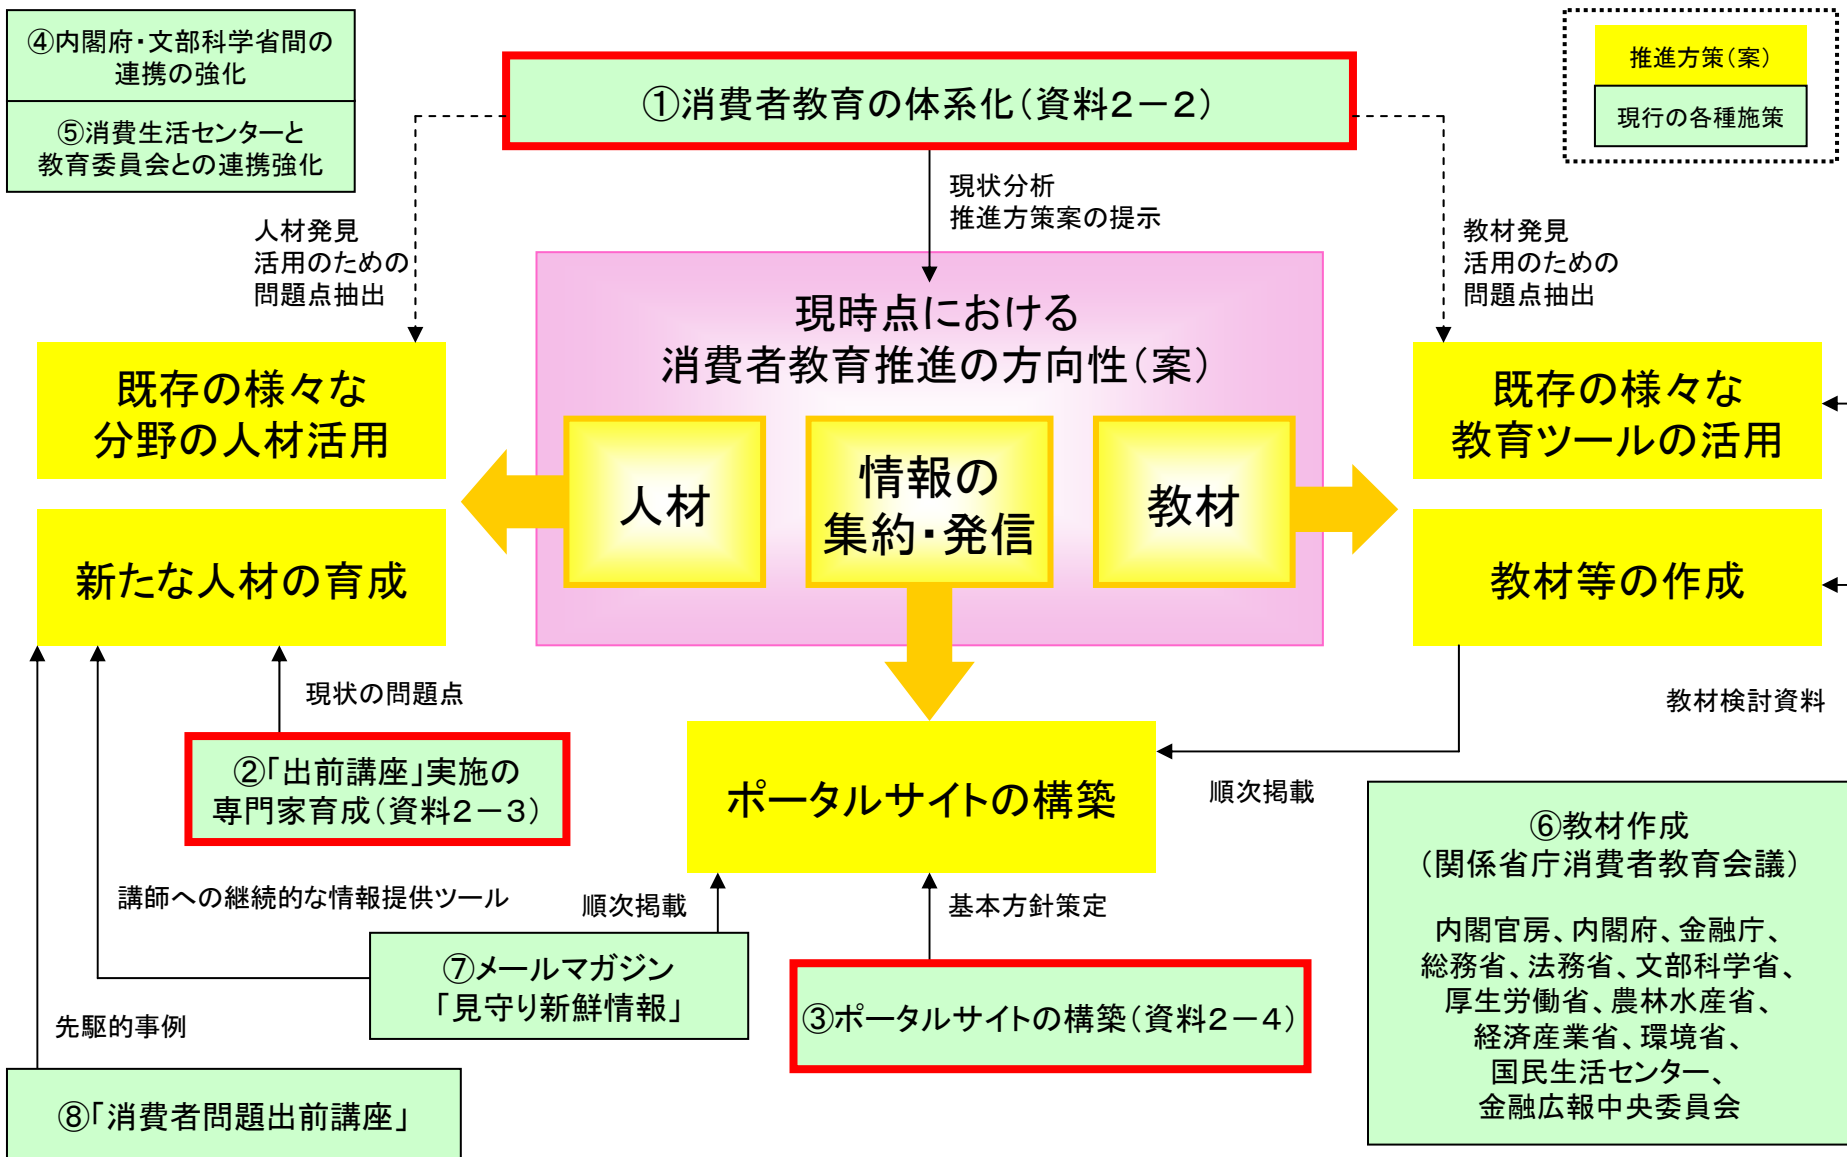 ④内閣府・文部科学省間の
連携の強化
⑤消費生活センターと
教育委員会との連携強化
①消費者教育の体系化(資料2-2)
推進方策(案)
現行の各種施策
現状分析
推進方策案の提示
人材発見
活用のための
問題点抽出
教材発見
活用のための
問題点抽出
現時点における
消費者教育推進の方向性(案)
既存の様々な
分野の人材活用
既存の様々な
教育ツールの活用
人材
情報の
集約・発信
教材
新たな人材の育成
教材等の作成
現状の問題点
教材検討資料
②「出前講座」実施の
専門家育成(資料2-3)
ポータルサイトの構築
順次掲載
⑥教材作成
(関係省庁消費者教育会議)
内閣官房、内閣府、金融庁、
総務省、法務省、文部科学省、
厚生労働省、農林水産省、
経済産業省、環境省、
国民生活センター、
金融広報中央委員会
講師への継続的な情報提供ツール
順次掲載
基本方針策定
⑦メールマガジン
「見守り新鮮情報」
③ポータルサイトの構築(資料2-4)
先駆的事例
⑧「消費者問題出前講座」